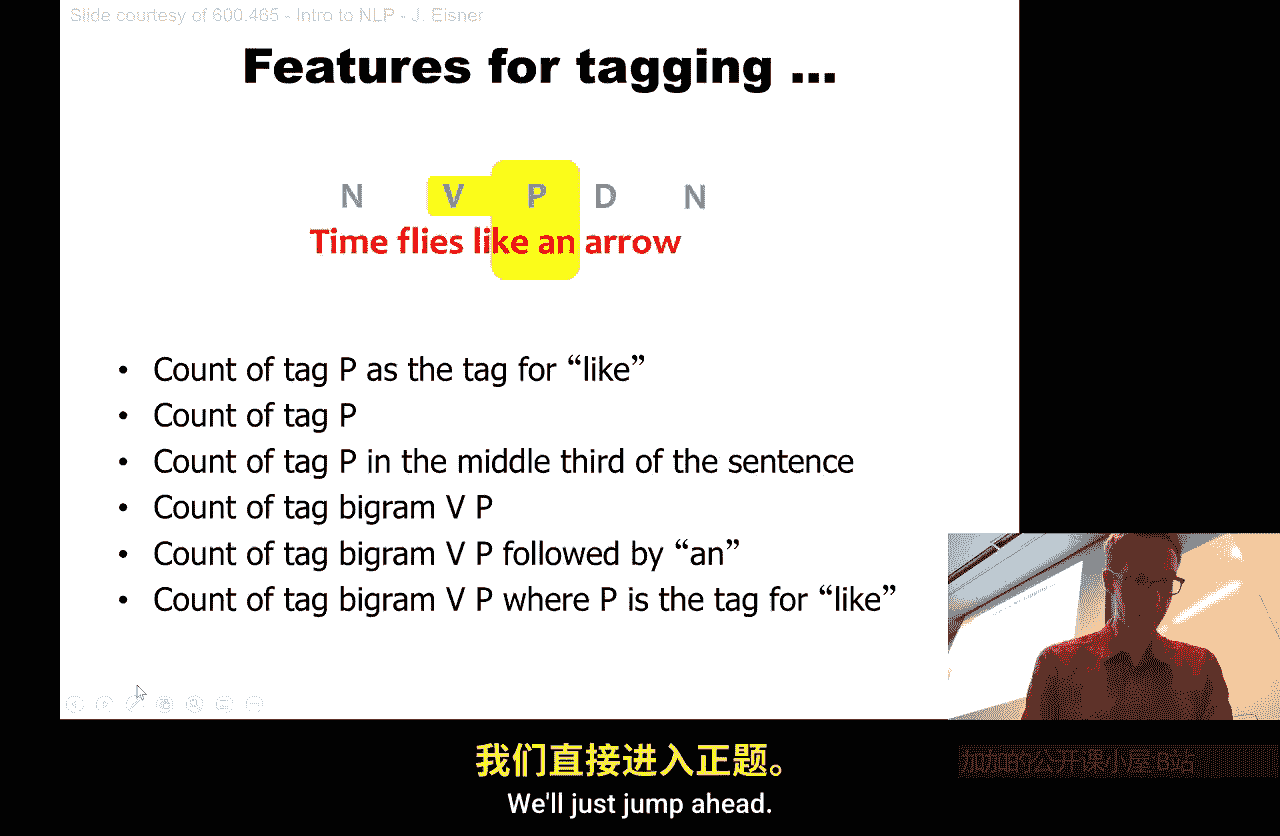 Slide courtesy of 600.465 - Intro to NLP - J. Eisner
Features for tagging ...
N V P D N
Time flies like an arrow
• Count of tag P as the tag for “like”
• Count of tag P
• Count of tag P in the middle third of the sentence
• Count of tag bigram V P
• Count of tag bigram V P followed by “an”
• Count of tag bigram V P where P is the tag for “like”
我们直接进入正题。
We'll just jump ahead.
加加的公开课小屋:B站